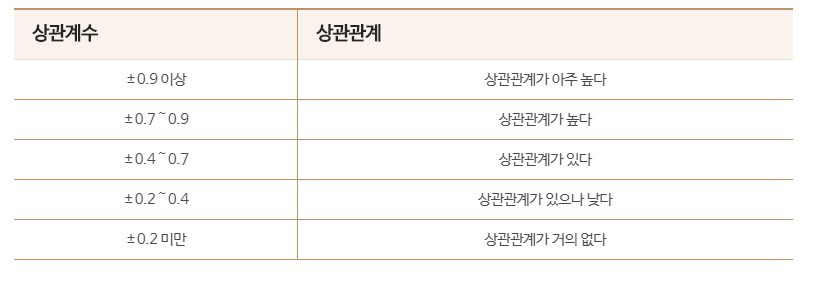 상관계수 상관관계
±0.9 이상 상관관계가 아주 높다
±0.7 ~ 0.9 상관관계가 높다
±0.4 ~ 0.7 상관관계가 있다
±0.2 ~ 0.4 상관관계가 있으나 낮다
±0.2 미만 상관관계가 거의 없다